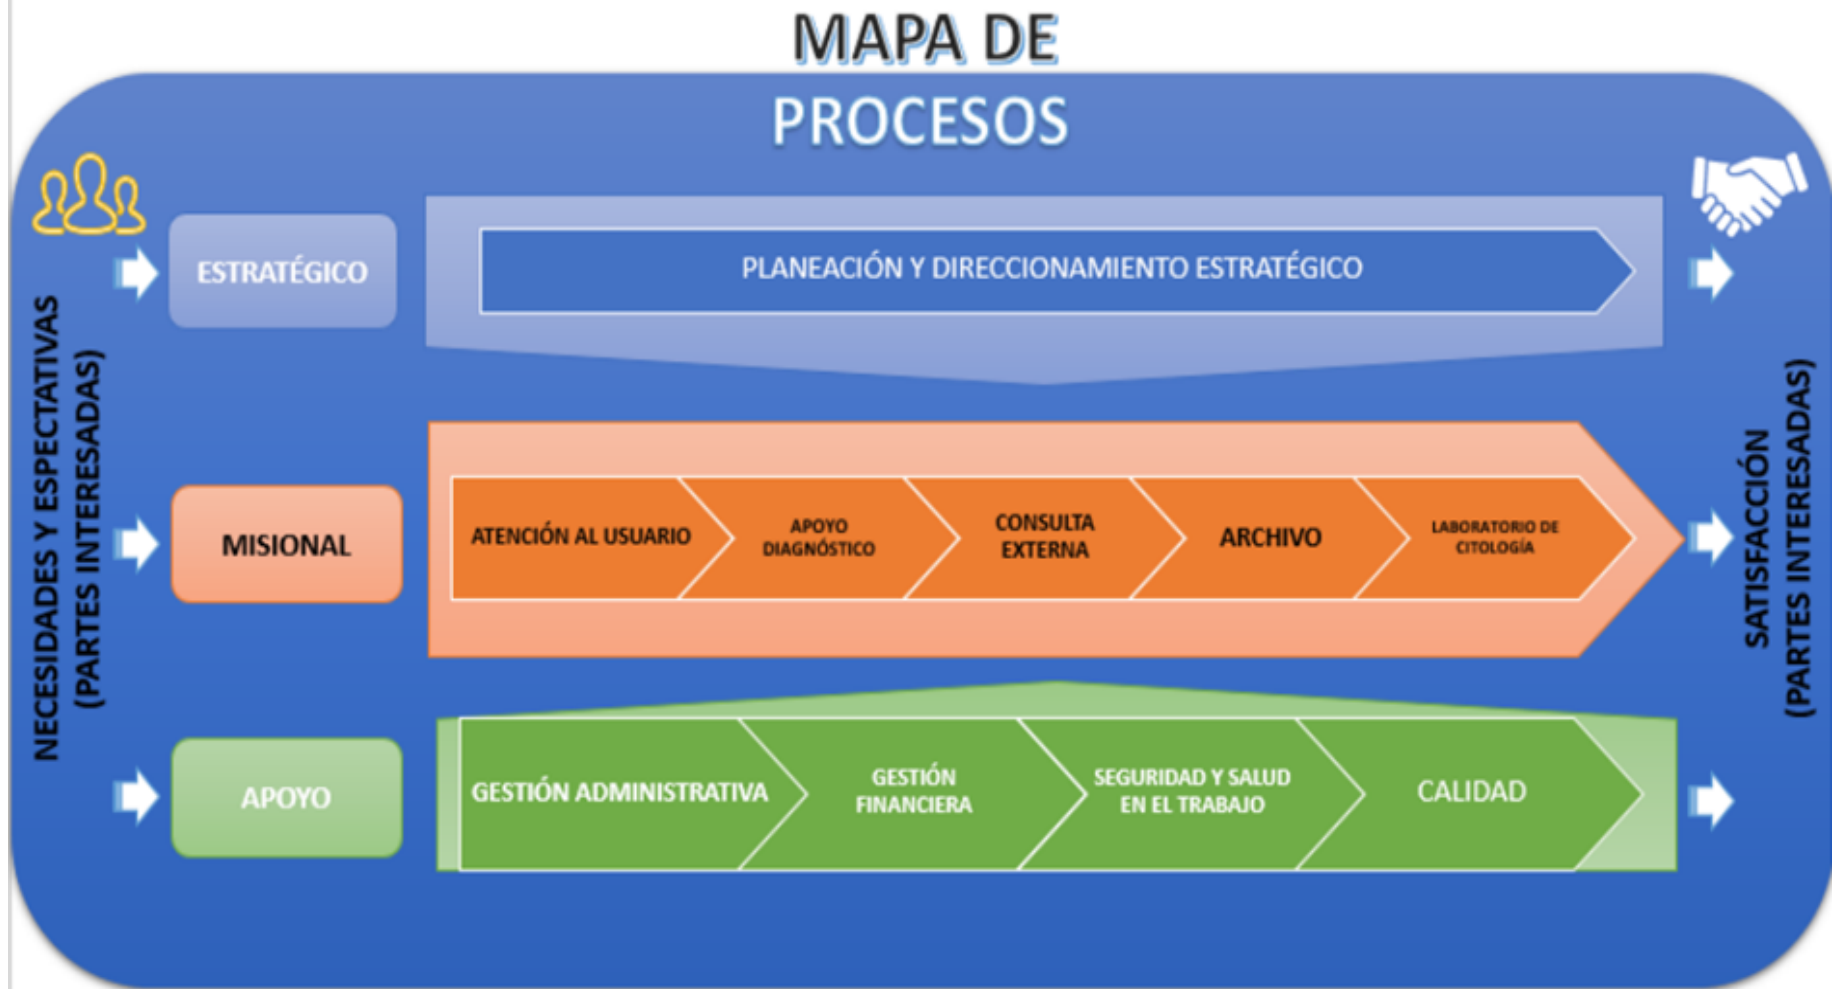 MAPA DE
PROCESOS
NECESIDADES Y ESPECTATIVAS
(PARTES INTERESADAS)
ESTRATÉGICO
PLANEACIÓN Y DIRECCIONAMIENTO ESTRATÉGICO
MISIONAL
ATENCIÓN AL USUARIO
APOYO
DIAGNÓSTICO
CONSULTA
EXTERNA
ARCHIVO
LABORATORIO DE
CITOLOGÍA
APOYO
GESTIÓN ADMINISTRATIVA
GESTIÓN
FINANCIERA
SEGURIDAD Y SALUD
EN EL TRABAJO
CALIDAD
SATISFACCIÓN
(PARTES INTERESADAS)